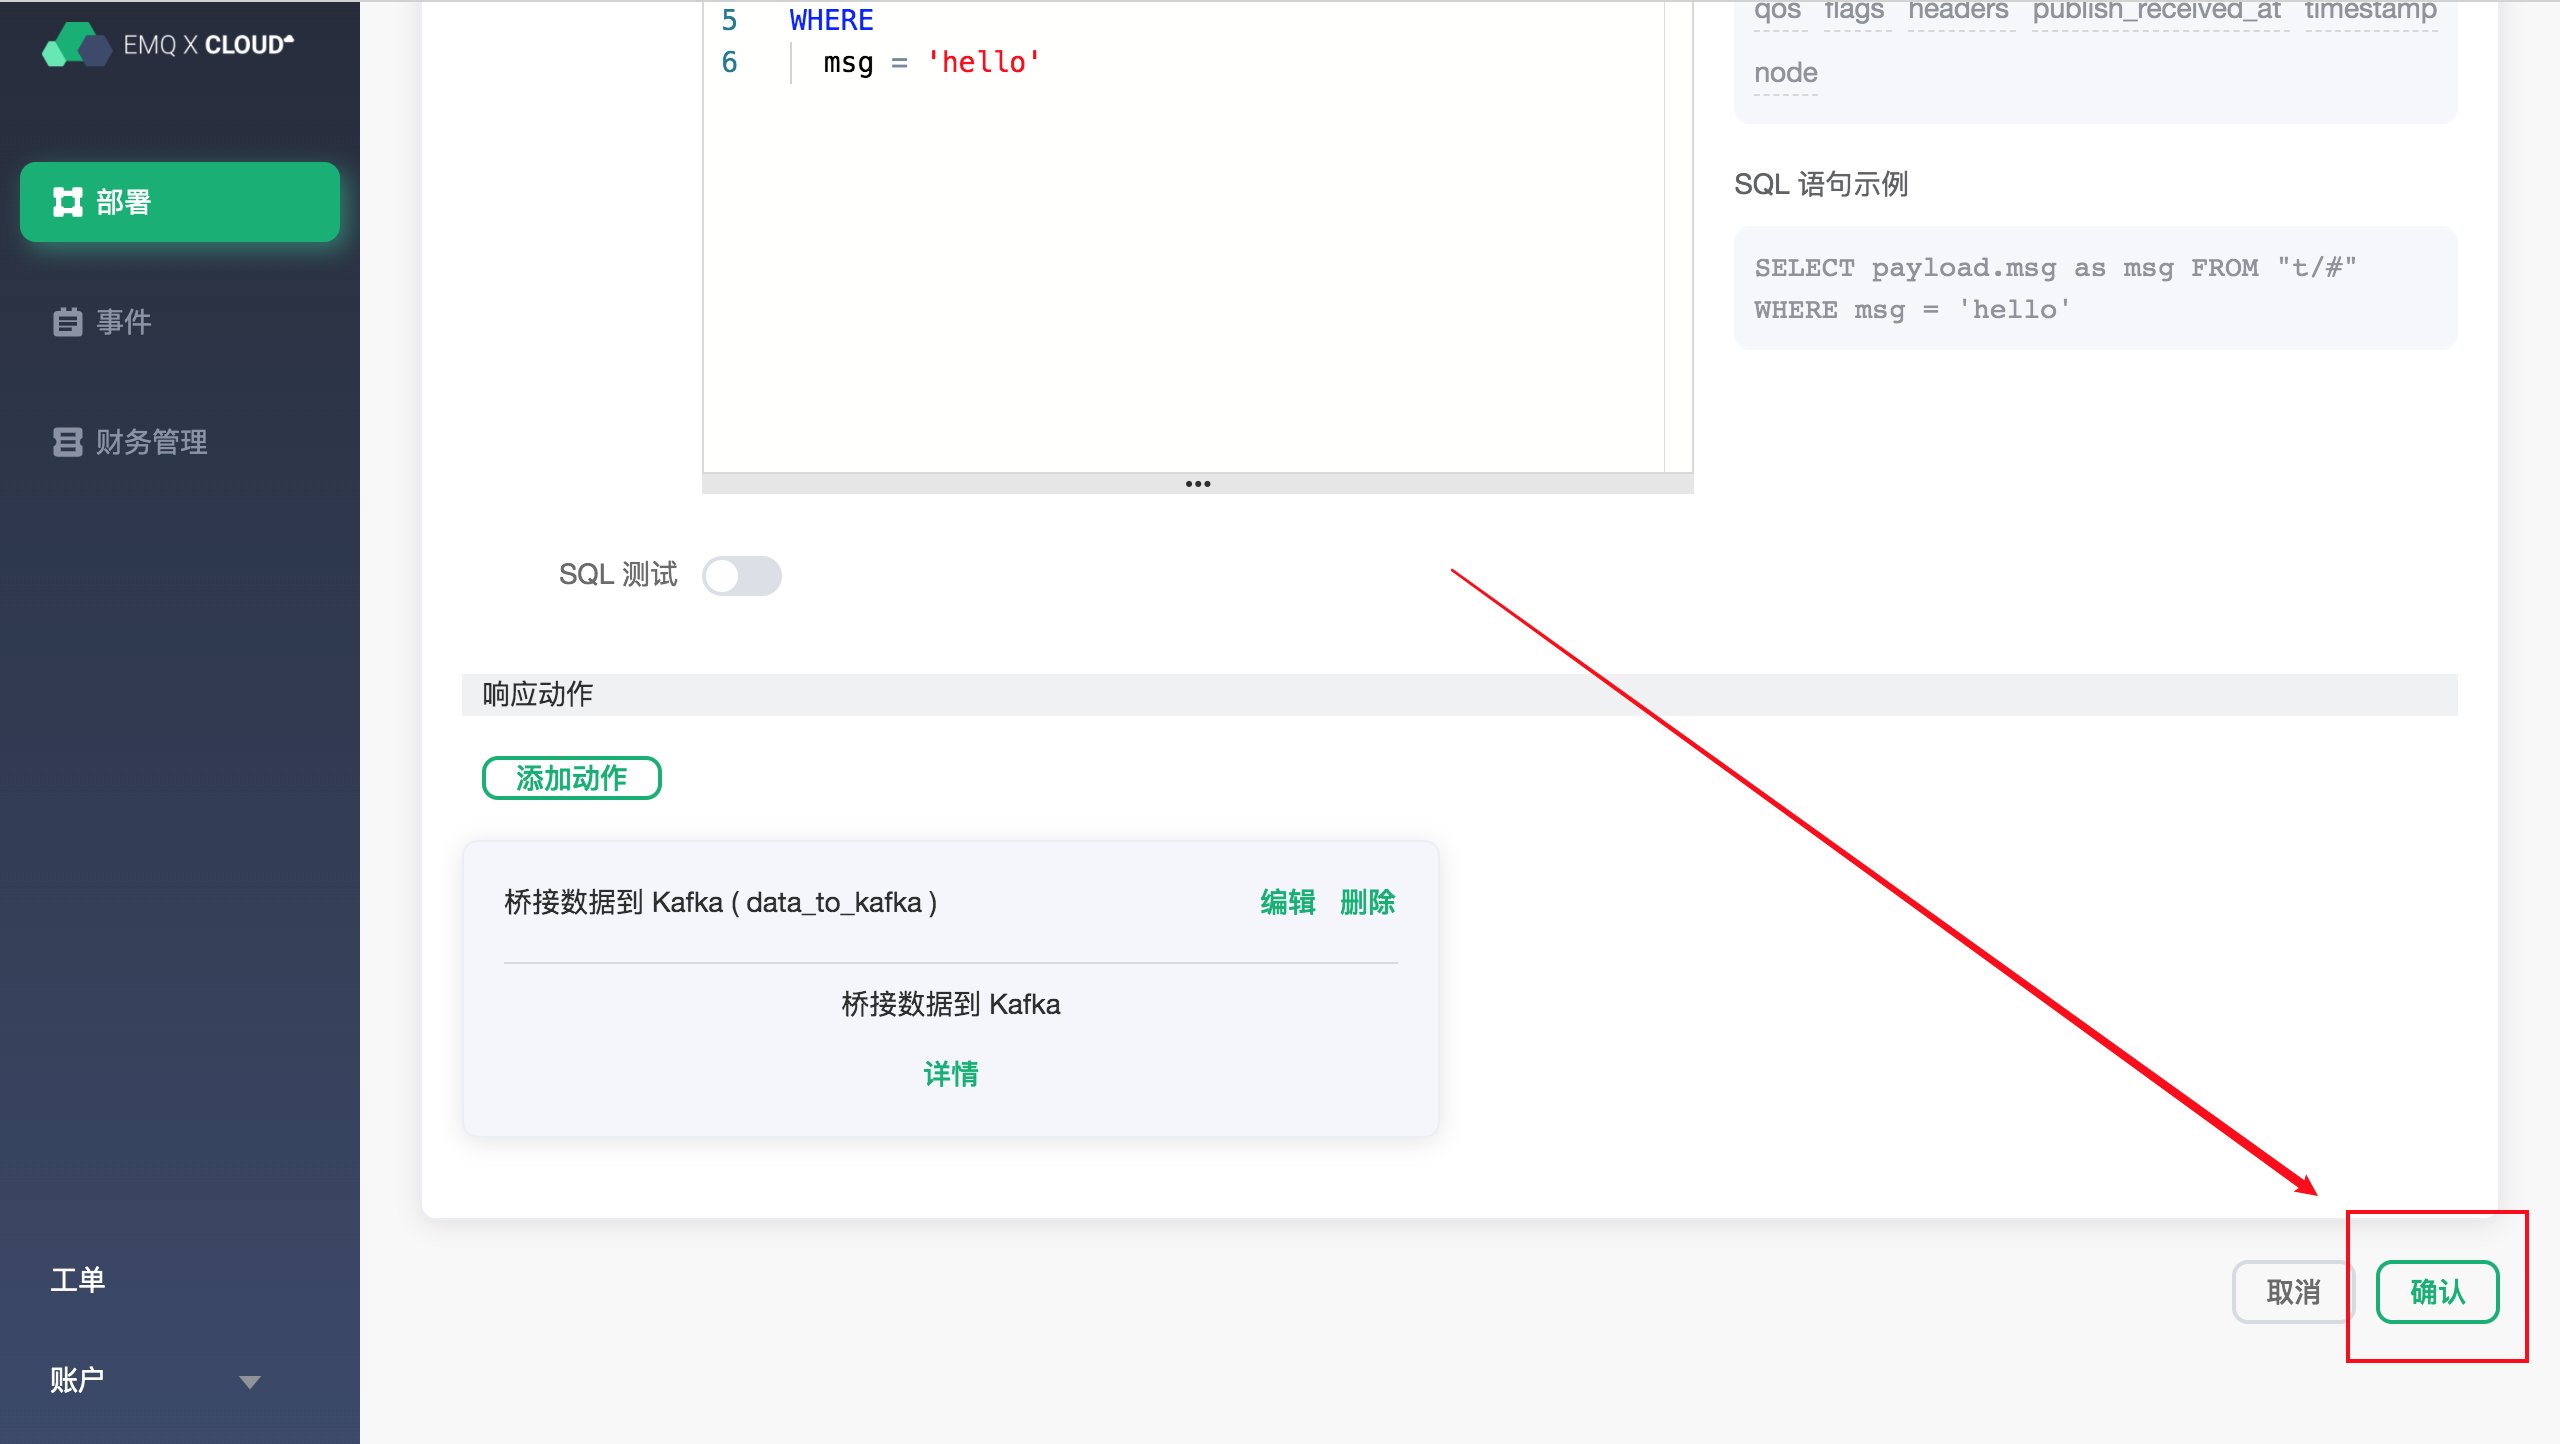 EMQ X CLOUD
部署
事件
财务管理
工单
账户
5 WHERE
6 msg = 'hello'
•••
qos flags headers publish_received_at timestamp
node
SQL 语句示例
SELECT payload.msg as msg FROM "t/#"
WHERE msg = 'hello'
SQL 测试
响应动作
添加动作
桥接数据到 Kafka ( data_to_kafka ) 编辑 删除
桥接数据到 Kafka
详情
取消 确认